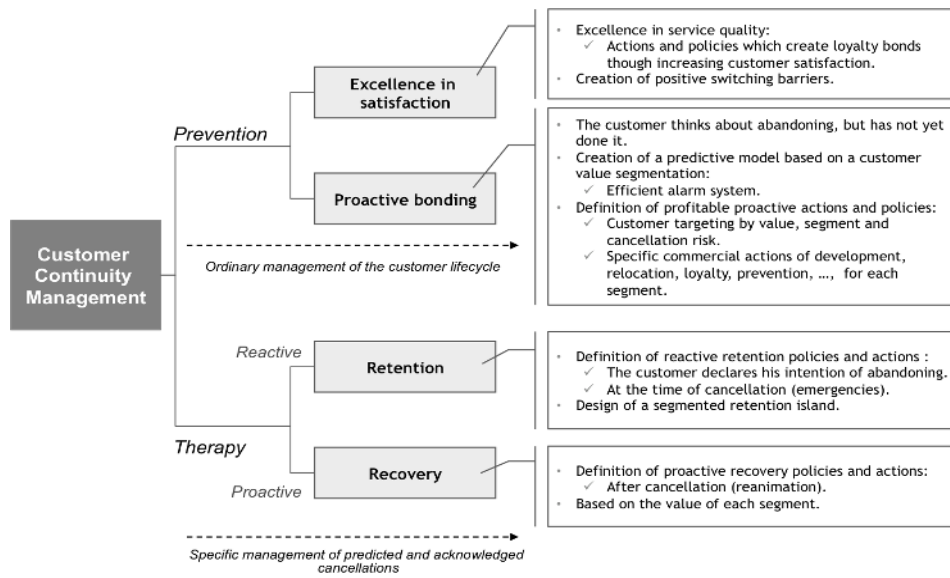 Customer
Continuity
Management
Prevention
Excellence in
satisfaction
• Excellence in service quality:
✓ Actions and policies which create loyalty bonds
though increasing customer satisfaction.
• Creation of positive switching barriers.
Proactive bonding
• The customer thinks about abandoning, but has not yet
done it.
• Creation of a predictive model based on a customer
value segmentation:
✓ Efficient alarm system.
• Definition of profitable proactive actions and policies:
✓ Customer targeting by value, segment and
cancellation risk.
✓ Specific commercial actions of development,
relocation, loyalty, prevention, ..., for each
segment.
Ordinary management of the customer lifecycle
Therapy
Reactive
Retention
• Definition of reactive retention policies and actions :
✓ The customer declares his intention of abandoning.
✓ At the time of cancellation (emergencies).
• Design of a segmented retention island.
Proactive
Recovery
• Definition of proactive recovery policies and actions:
✓ After cancellation (reanimation).
• Based on the value of each segment.
Specific management of predicted and acknowledged
cancellations